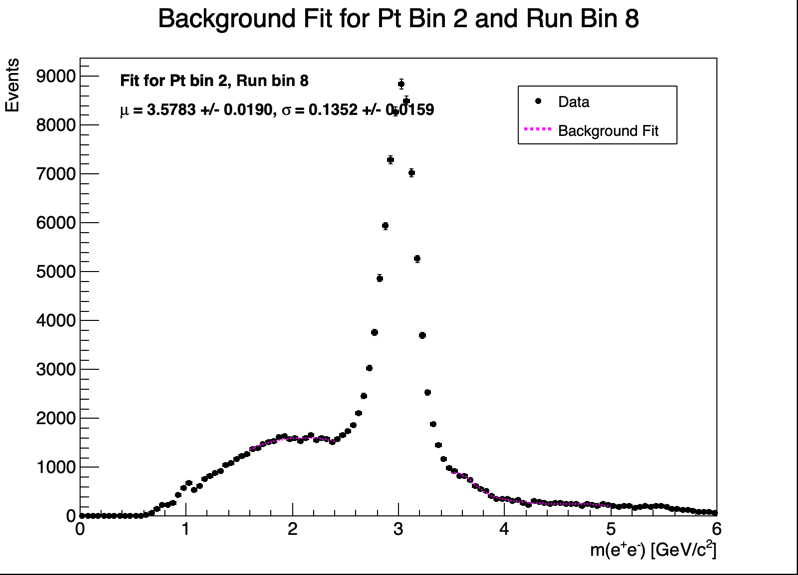 Background Fit for Pt Bin 2 and Run Bin 8
Events
9000
8000
7000
6000
5000
4000
3000
2000
1000
0
Fit for Pt bin 2, Run bin 8
μ = 3.5783 +/- 0.0190, σ = 0.1352 +/- 0.0159
Data
Background Fit
0 1 2 3 4 5 6
m(e⁺e⁻) [GeV/c²]